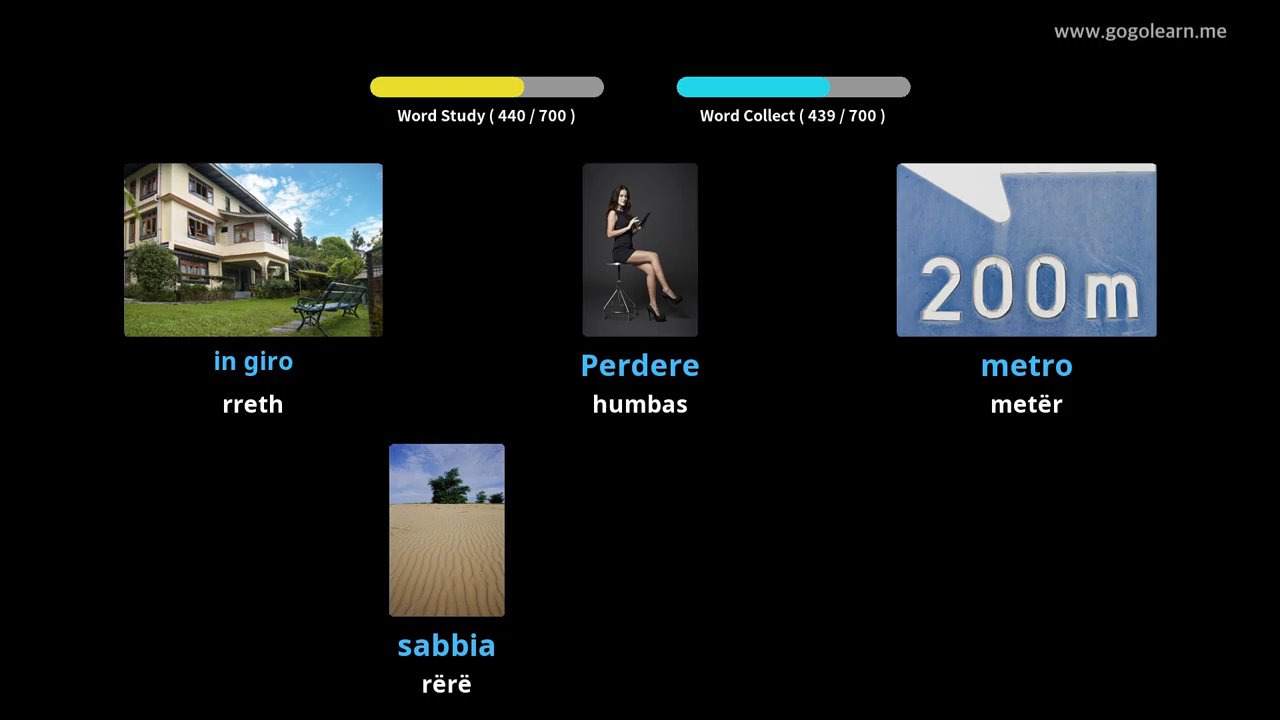 www.gogolearn.me
Word Study ( 440 / 700 )
Word Collect ( 439 / 700 )
200 m
in giro
rreth
Perdere
humbas
metro
metër
sabbia
rërë